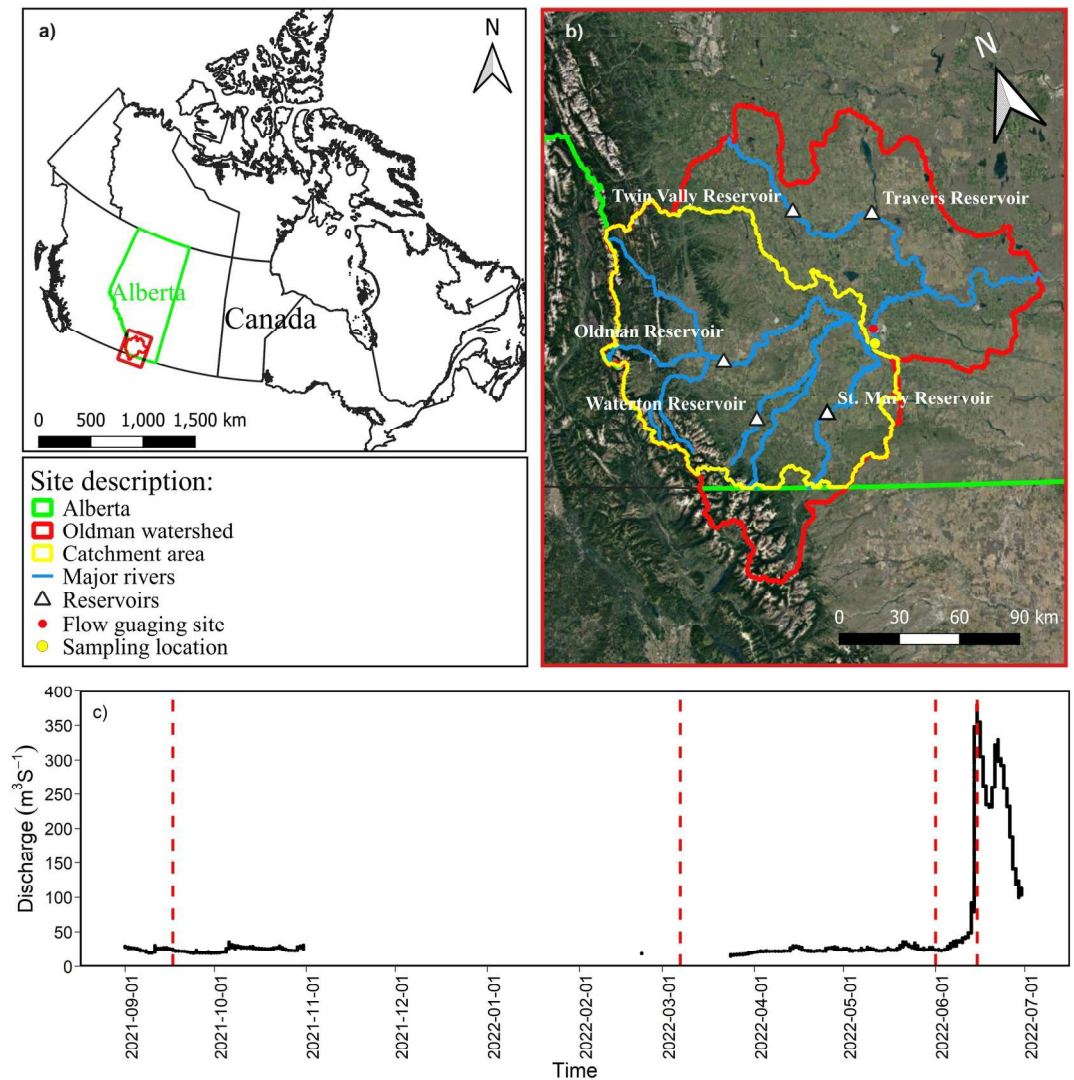 a)
N
Alberta
Canada
0 500 1,000 1,500 km
Site description:
Alberta
Oldman watershed
Catchment area
Major rivers
Reservoirs
Flow guaging site
Sampling location
b)
N
Twin Vally Reservoir
Travers Reservoir
Oldman Reservoir
Waterton Reservoir
St. Mary Reservoir
0 30 60 90 km
c)
Discharge (m³S⁻¹)
400
350
300
250
200
150
100
50
0
2021-09-01
2021-10-01
2021-11-01
2021-12-01
2022-01-01
2022-02-01
2022-03-01
2022-04-01
2022-05-01
2022-06-01
2022-07-01
Time